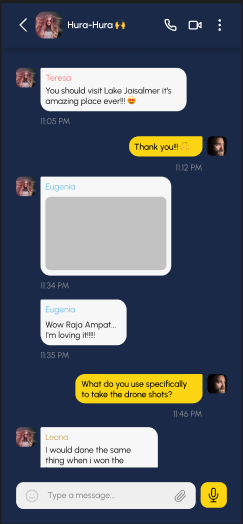 Hura-Hura 🙌
Teresa
You should visit Lake Jaisalmer it's
amazing place ever!!! 😍
11:05 PM
Thank you!!!
11:12 PM
Eugenia
11:34 PM
Eugenia
Wow Raja Ampat...
I'm loving it!!!!!
11:35 PM
What do you use specifically
to take the drone shots?
11:46 PM
Leona
I would done the same
thing when i won the
Type a message...